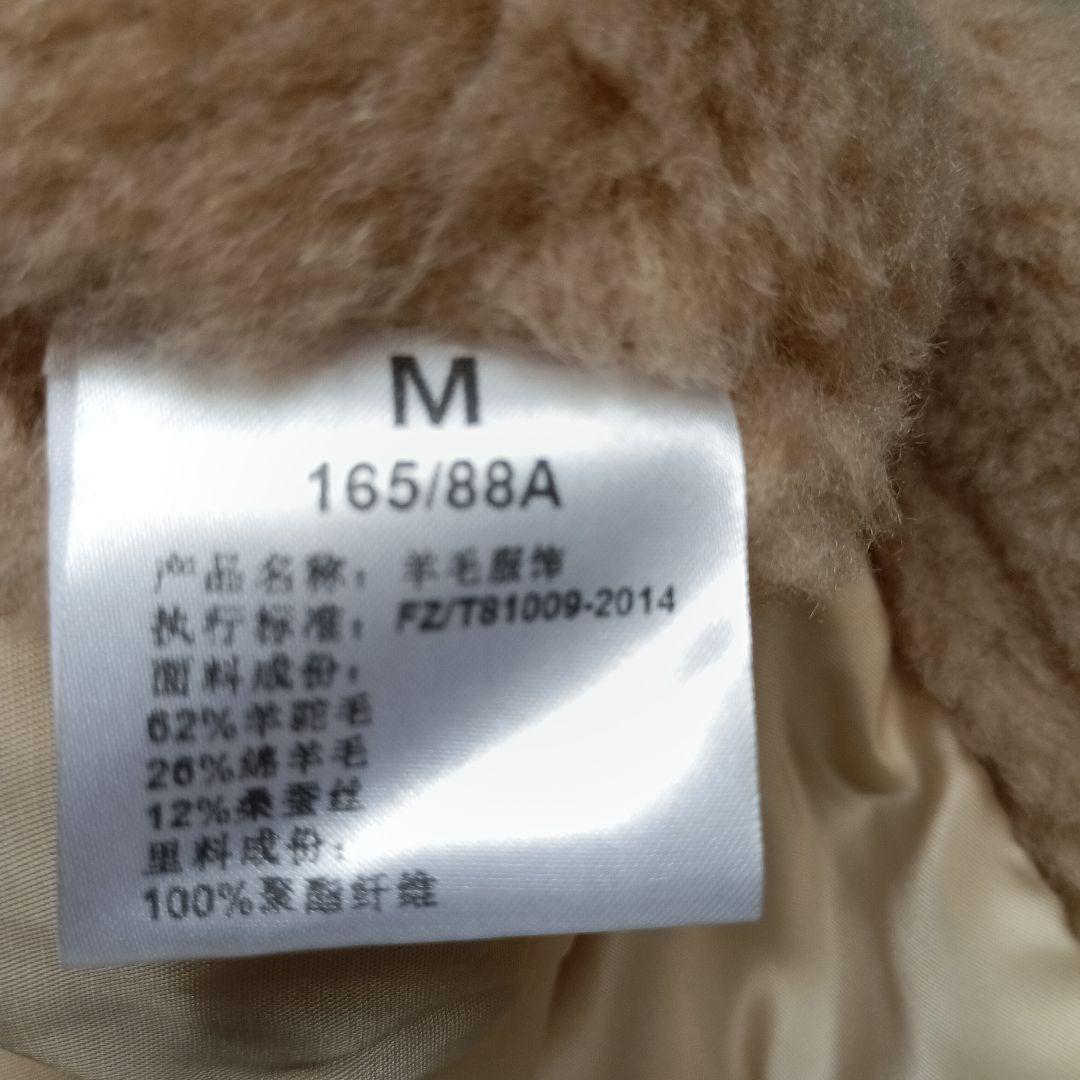 M
165/88A
产品名称：羊毛服饰
执行标准：FZ/T81009-2014
面料成份：
62%羊驼毛
26%绵羊毛
12%桑蚕丝
里料成份：
100%聚酯纤维